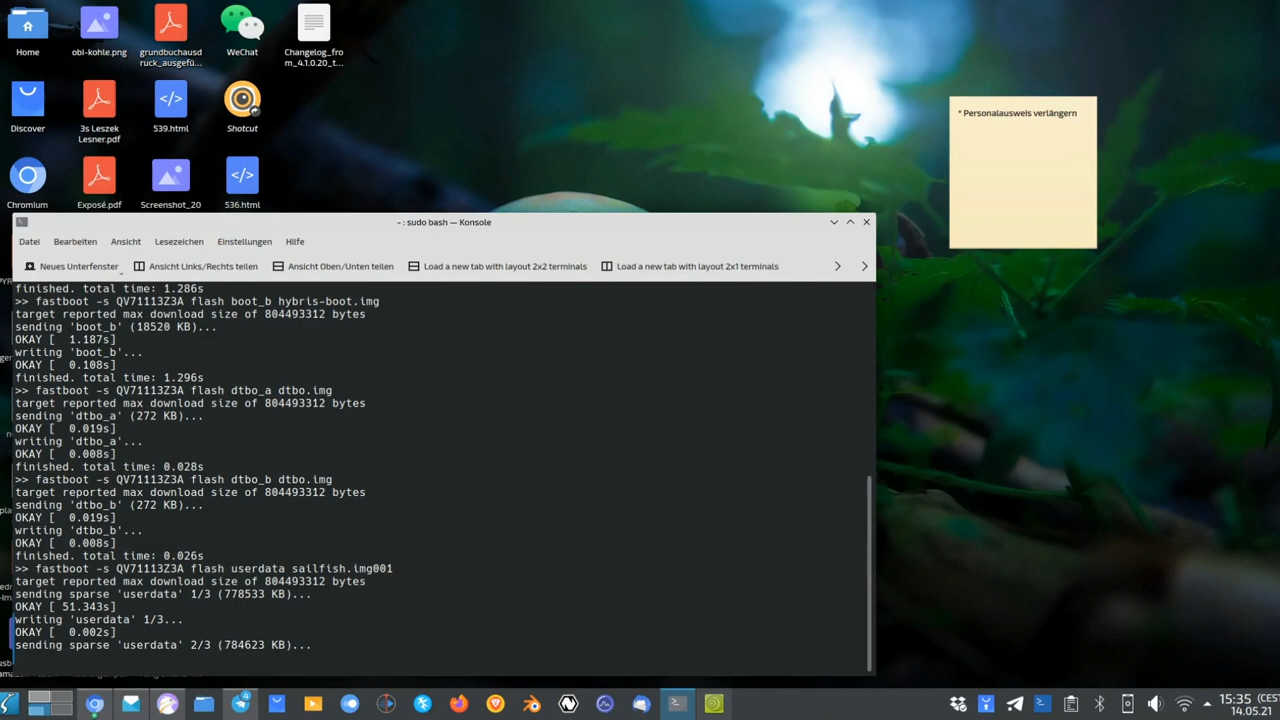 Home
obi-kohle.png
grundbuchausd
druck_ausgefü...
WeChat
Changelog_fro
m_4.1.0.20_t...
* Personalausweis verlängern
Discover
3s Leszek
Lesner.pdf
539.html
Shotcut
Chromium
Exposé.pdf
Screenshot_20
536.html
~ : sudo bash — Konsole
Datei Bearbeiten Ansicht Lesezeichen Einstellungen Hilfe
Neues Unterfenster Ansicht Links/Rechts teilen Ansicht Oben/Unten teilen Load a new tab with layout 2x2 terminals Load a new tab with layout 2x1 terminals
finished. total time: 1.286s
>> fastboot -s QV71113Z3A flash boot_b hybris-boot.img
target reported max download size of 804493312 bytes
sending 'boot_b' (18520 KB)...
OKAY [  1.187s]
writing 'boot_b'...
OKAY [  0.108s]
finished. total time: 1.296s
>> fastboot -s QV71113Z3A flash dtbo_a dtbo.img
target reported max download size of 804493312 bytes
sending 'dtbo_a' (272 KB)...
OKAY [  0.019s]
writing 'dtbo_a'...
OKAY [  0.008s]
finished. total time: 0.028s
>> fastboot -s QV71113Z3A flash dtbo_b dtbo.img
target reported max download size of 804493312 bytes
sending 'dtbo_b' (272 KB)...
OKAY [  0.019s]
writing 'dtbo_b'...
OKAY [  0.008s]
finished. total time: 0.026s
>> fastboot -s QV71113Z3A flash userdata sailfish.img001
target reported max download size of 804493312 bytes
sending sparse 'userdata' 1/3 (778533 KB)...
OKAY [ 51.343s]
writing 'userdata' 1/3...
OKAY [  0.002s]
sending sparse 'userdata' 2/3 (784623 KB)...
4
15:35 (CES
14.05.21